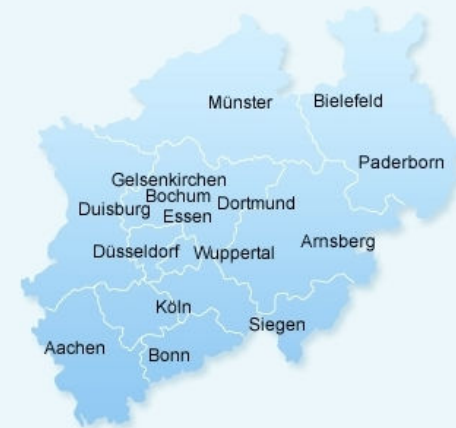 Münster
Bielefeld
Paderborn
Gelsenkirchen
Bochum
Duisburg
Essen
Dortmund
Arnsberg
Düsseldorf
Wuppertal
Köln
Siegen
Aachen
Bonn